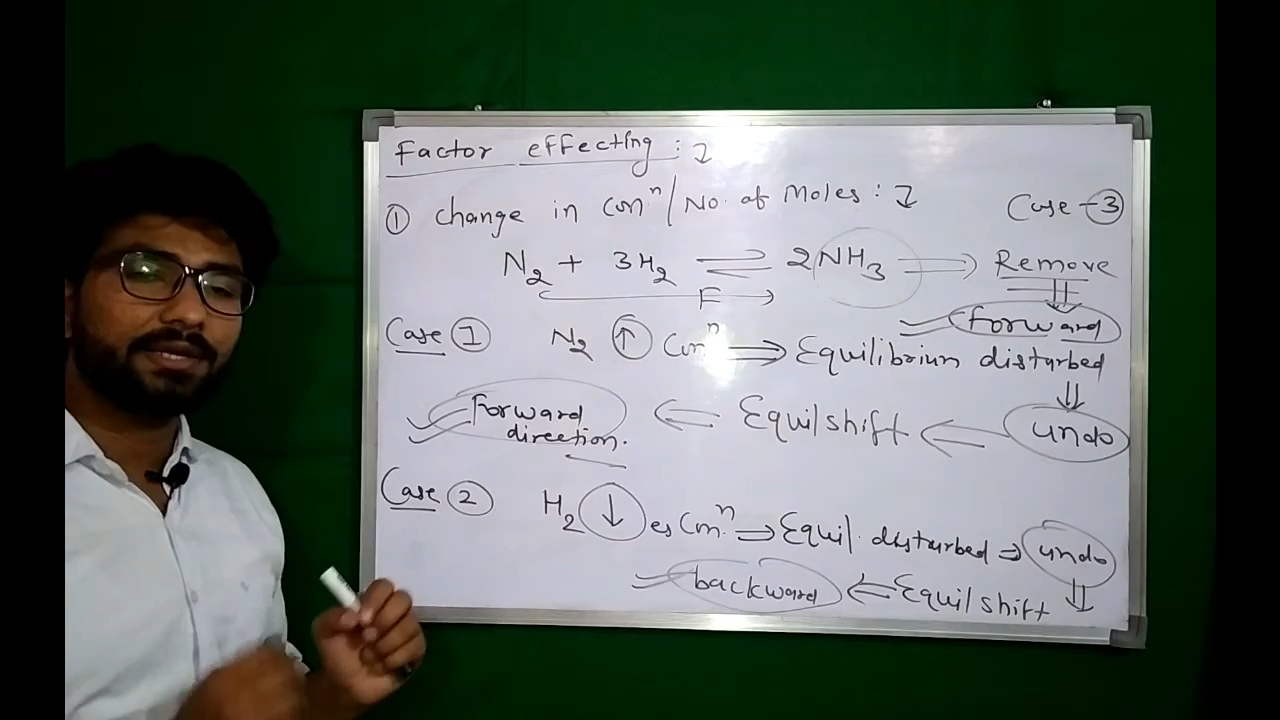 Factor effecting :
① change in Conⁿ / No. of Moles :
Case - ③
N₂ + 3H₂ ⇌ 2NH₃ ⇒ Remove
F
⇓
Forward
Case ① N₂ ↑ Conⁿ ⇒ Equilibrium disturbed
⇓
Forward direction. ⇐ Equil shift ⇐ undo
Case ② H₂ ↓ es Conⁿ ⇒ Equil. disturbed ⇒ undo
⇓
backward ⇐ Equil shift